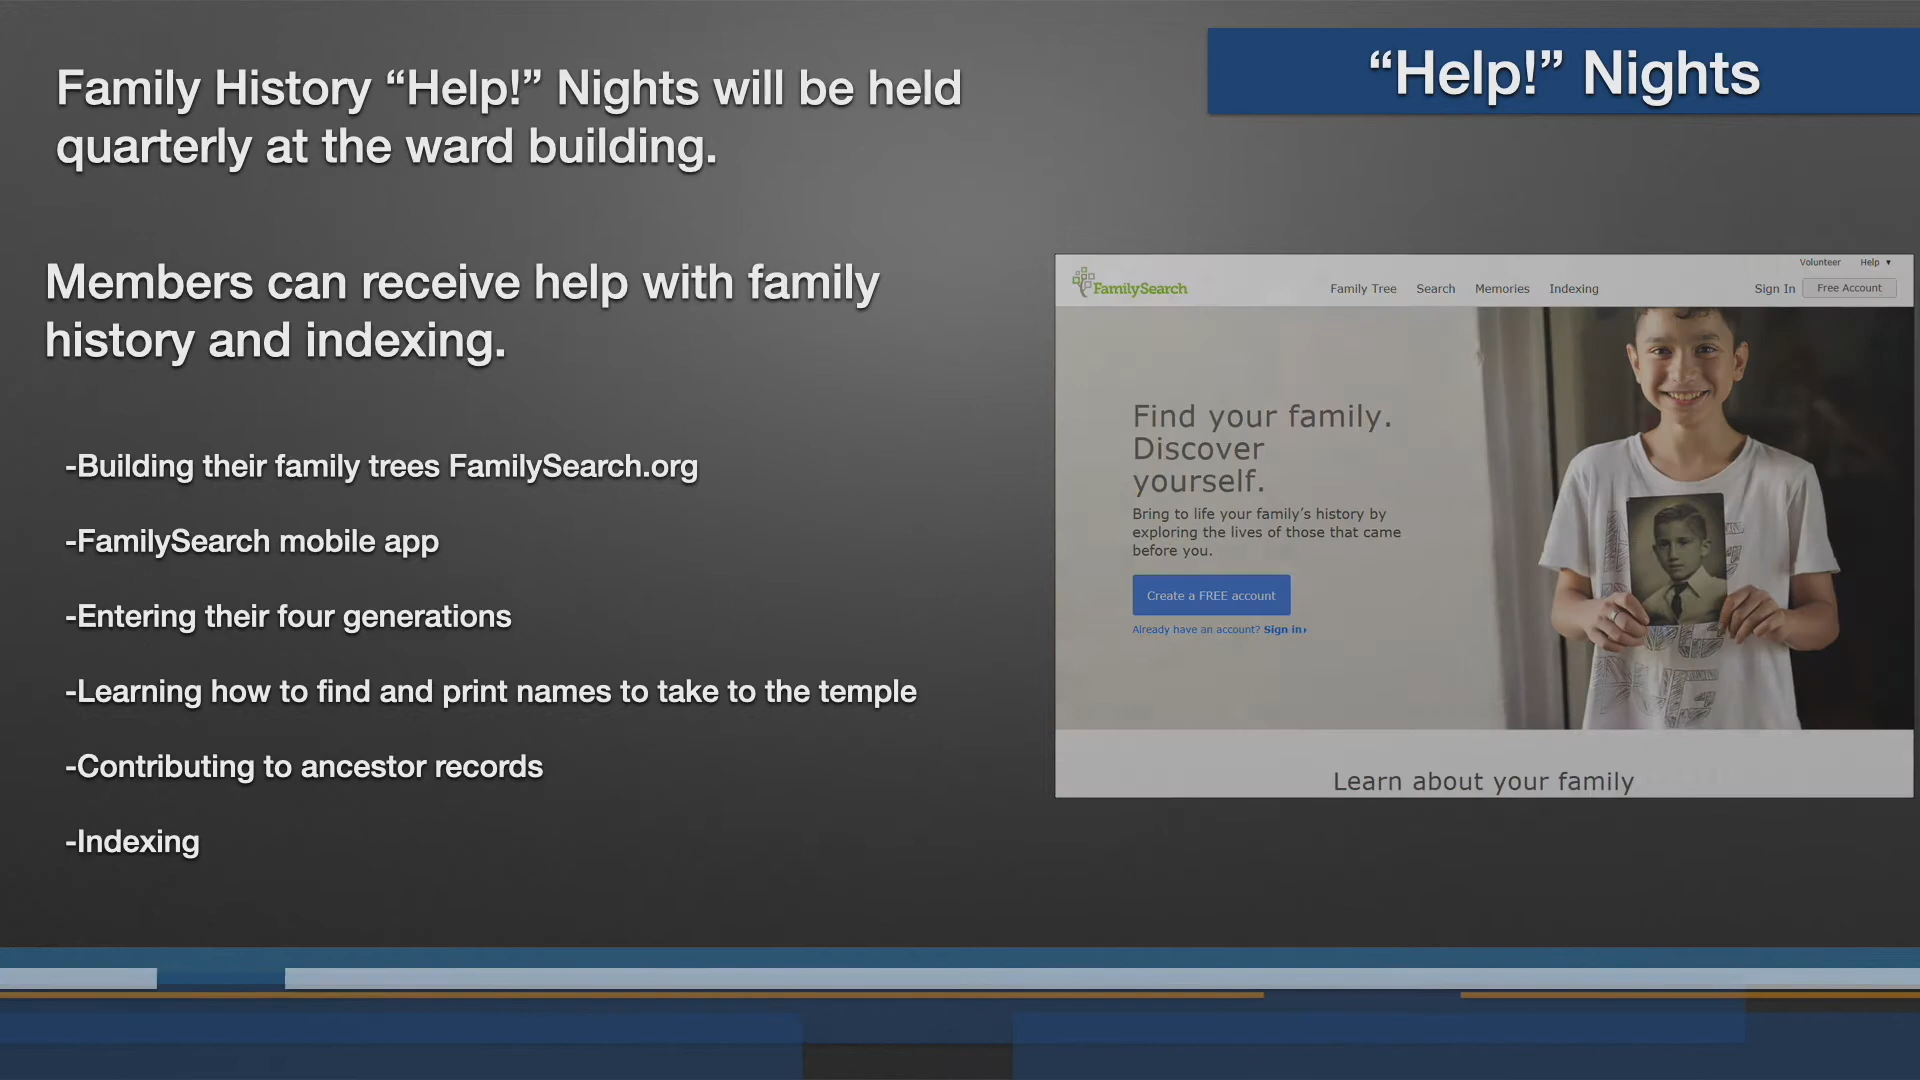 "Help!" Nights
Family History “Help!” Nights will be held
quarterly at the ward building.
Members can receive help with family
history and indexing.
-Building their family trees FamilySearch.org
-FamilySearch mobile app
-Entering their four generations
-Learning how to find and print names to take to the temple
-Contributing to ancestor records
-Indexing
Volunteer Help
FamilySearch
Family Tree Search Memories Indexing
Sign In Free Account
Find your family.
Discover
yourself.
Bring to life your family’s history by
exploring the lives of those that came
before you.
Create a FREE account
Already have an account? Sign in
Learn about your family